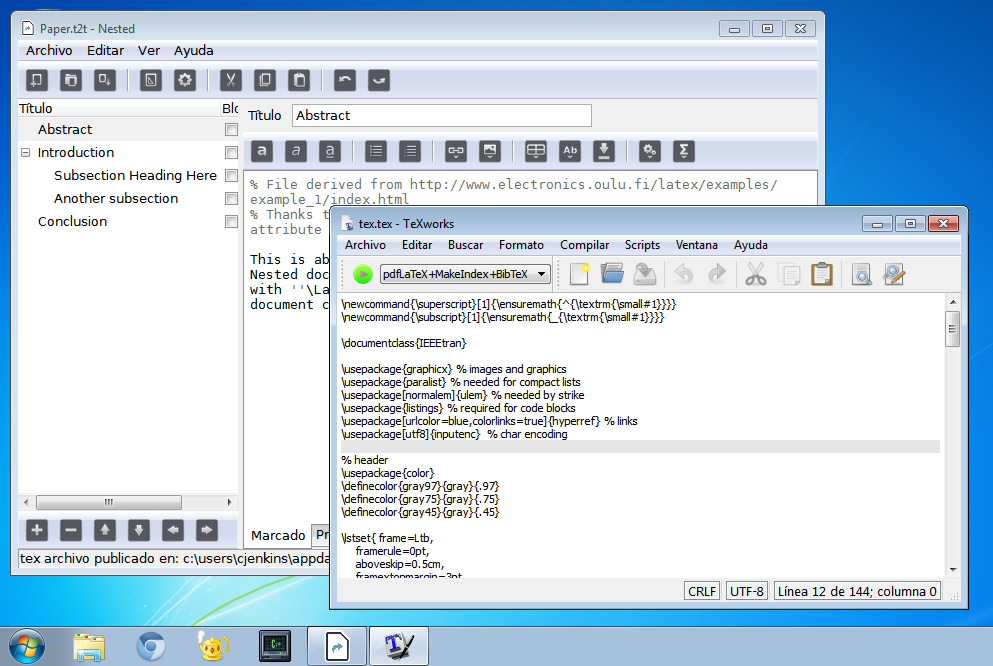 Paper.t2t - Nested
Archivo Editar Ver Ayuda
Título Blo
Abstract
Introduction
Subsection Heading Here
Another subsection
Conclusion
Título Abstract
a a a Ab Σ
% File derived from http://www.electronics.oulu.fi/latex/examples/
example_1/index.html
% Thanks t
attribute
This is ab
Nested doc
with ''\La
document c
Marcado Pr
tex archivo publicado en: c:\users\cjenkins\appda
tex.tex - TeXworks
Archivo Editar Buscar Formato Compilar Scripts Ventana Ayuda
pdfLaTeX+MakeIndex+BibTeX
\newcommand{\superscript}[1]{\ensuremath{^{\textrm{\small#1}}}}
\newcommand{\subscript}[1]{\ensuremath{_{\textrm{\small#1}}}}
\documentclass{IEEEtran}
\usepackage{graphicx} % images and graphics
\usepackage{paralist} % needed for compact lists
\usepackage[normalem]{ulem} % needed by strike
\usepackage{listings} % required for code blocks
\usepackage[urlcolor=blue,colorlinks=true]{hyperref} % links
\usepackage[utf8]{inputenc} % char encoding
% header
\usepackage{color}
\definecolor{gray97}{gray}{.97}
\definecolor{gray75}{gray}{.75}
\definecolor{gray45}{gray}{.45}
\lstset{ frame=Ltb,
framerule=0pt,
aboveskip=0.5cm,
framextopmargin=3pt,
CRLF UTF-8 Línea 12 de 144; columna 0